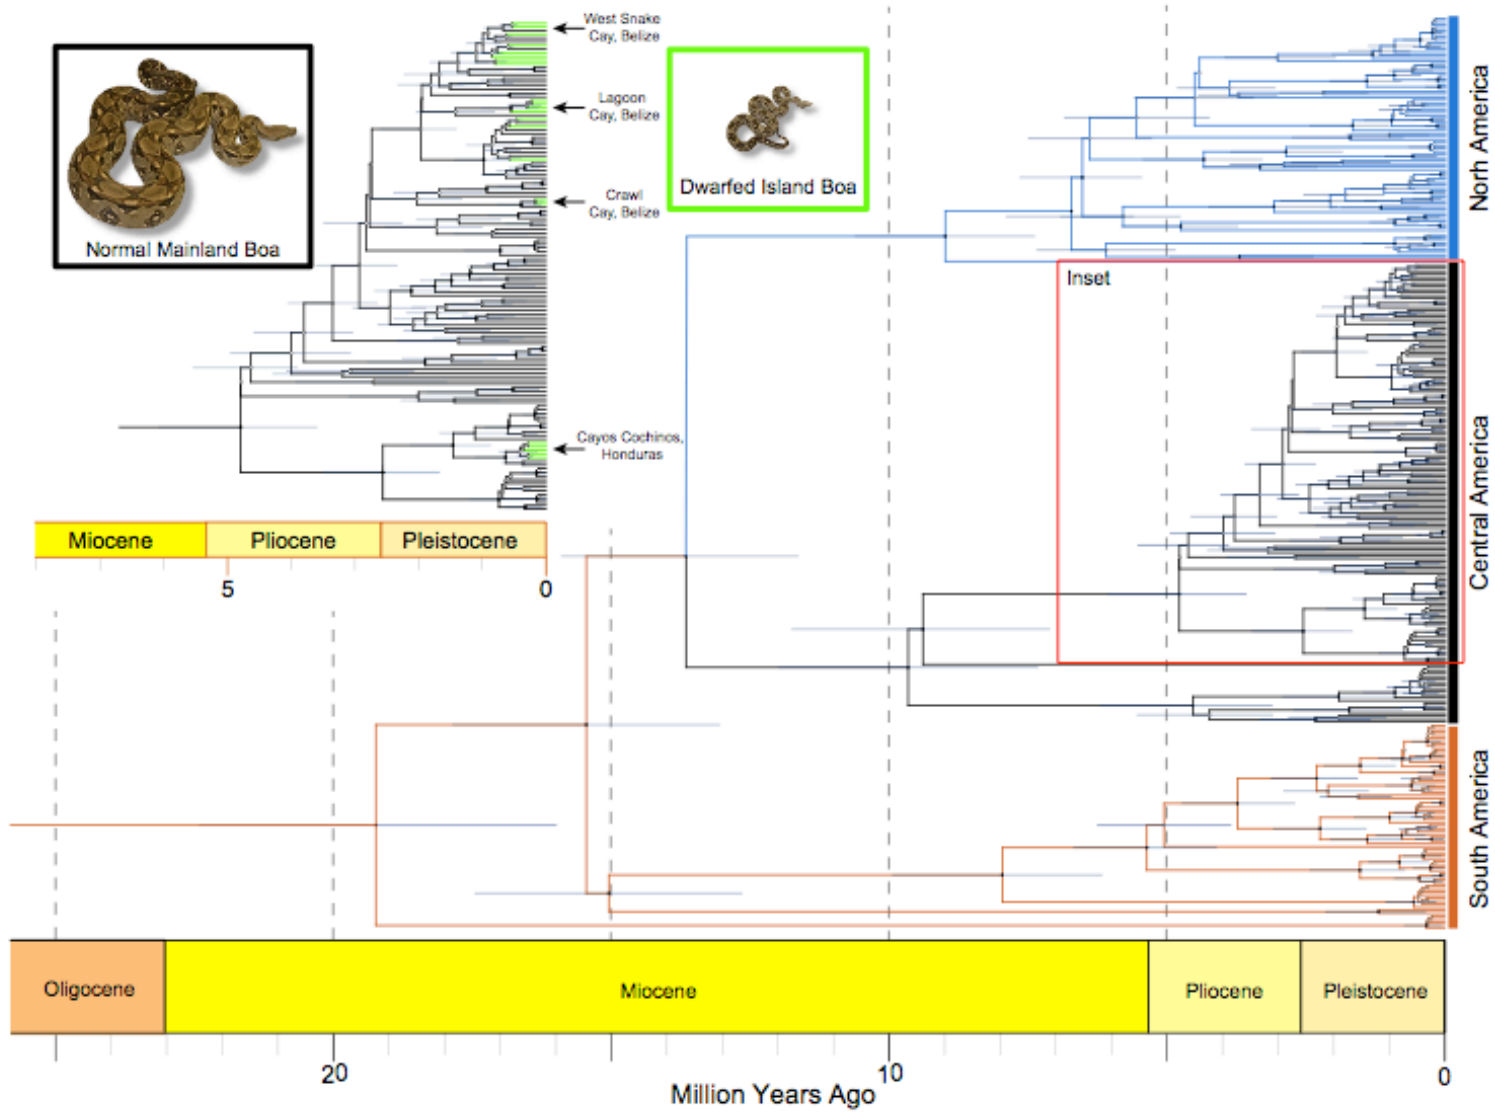 West Snake
Cay, Belize
Normal Mainland Boa
Lagoon
Cay, Belize
Dwarfed Island Boa
Crawl
Cay, Belize
Cayos Cochinos,
Honduras
Miocene
Pliocene
Pleistocene
5
0
Norh America
Inset
Central America
South America
Oligocene
Miocene
Pliocene
Pleistocene
20
10
0
Million Years Ago